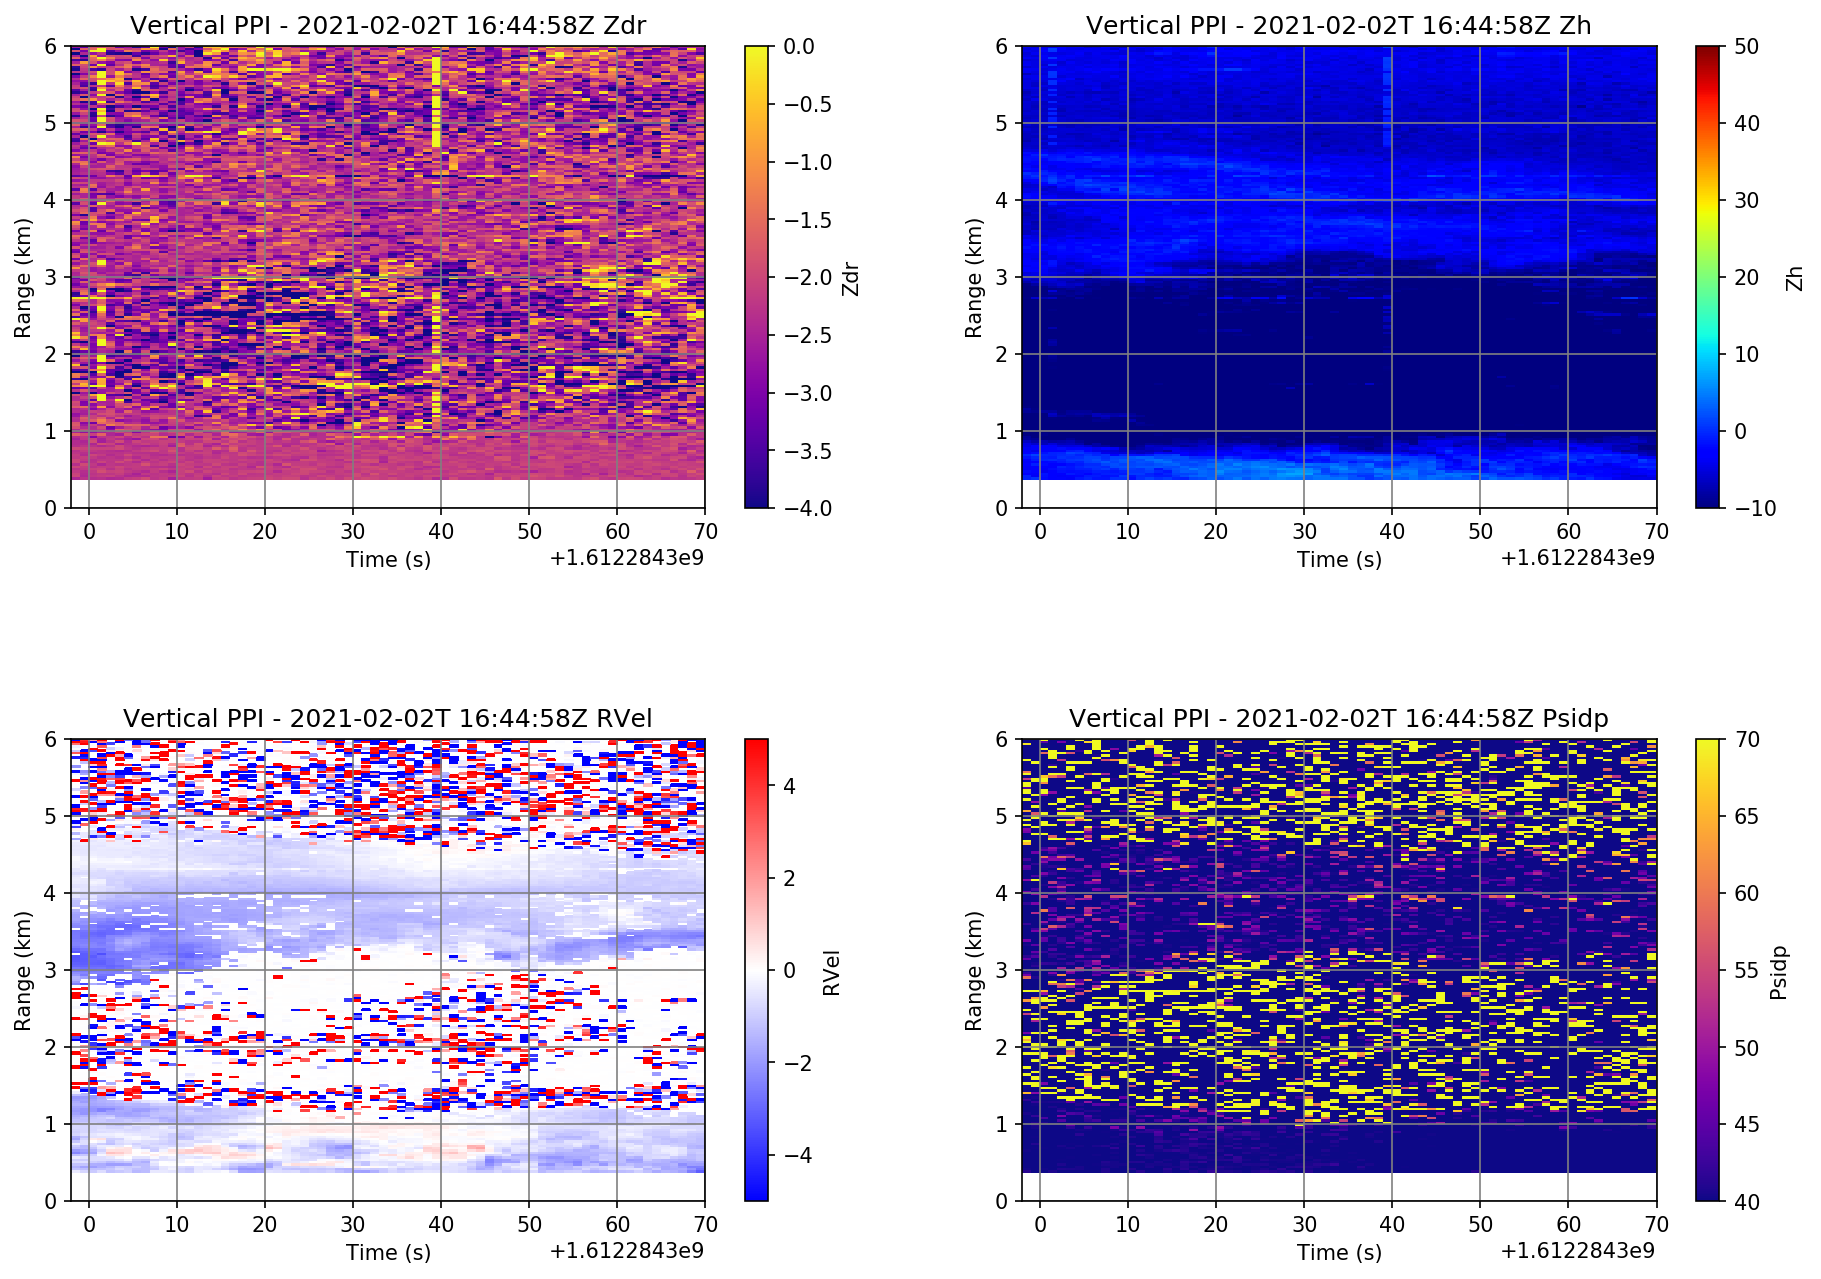 Vertical PPI - 2021-02-02T 16:44:58Z Zdr
6
5
4
3
2
1
0
Range (km)
0 10 20 30 40 50 60 70
Time (s)
+1.6122843e9
0.0
−0.5
−1.0
−1.5
−2.0
−2.5
−3.0
−3.5
−4.0
Zdr
Vertical PPI - 2021-02-02T 16:44:58Z Zh
6
5
4
3
2
1
0
Range (km)
0 10 20 30 40 50 60 70
Time (s)
+1.6122843e9
50
40
30
20
10
0
−10
Zh
Vertical PPI - 2021-02-02T 16:44:58Z RVel
6
5
4
3
2
1
0
Range (km)
0 10 20 30 40 50 60 70
Time (s)
+1.6122843e9
4
2
0
−2
−4
RVel
Vertical PPI - 2021-02-02T 16:44:58Z Psidp
6
5
4
3
2
1
0
Range (km)
0 10 20 30 40 50 60 70
Time (s)
+1.6122843e9
70
65
60
55
50
45
40
Psidp